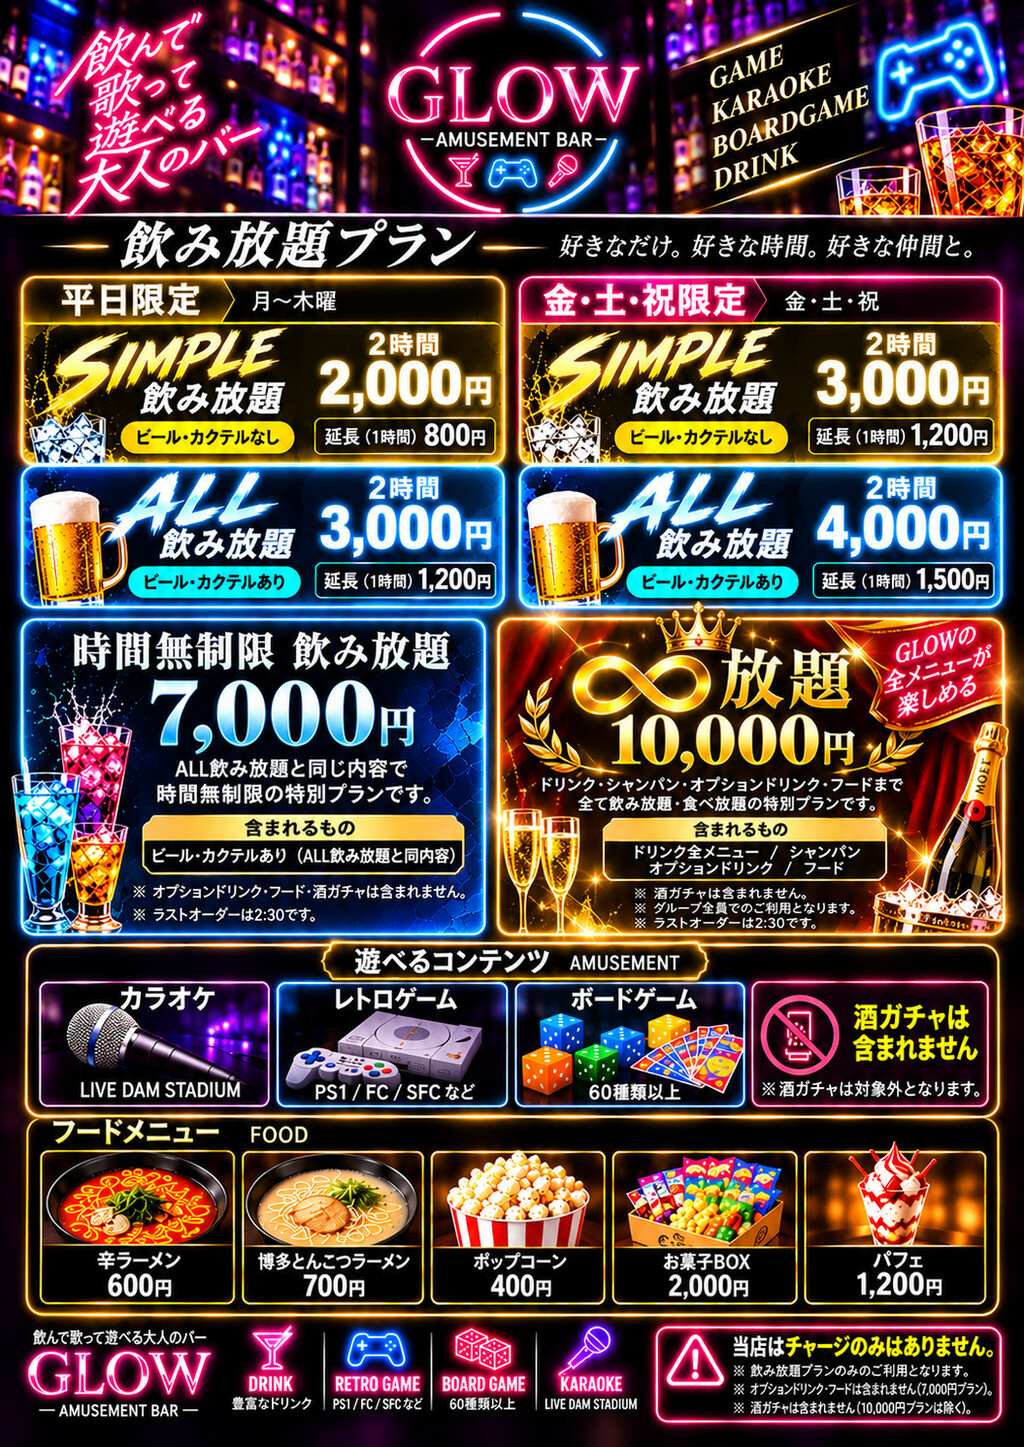 飲んで
歌って
遊べる
大人のバー
GLOW
AMUSEMENT BAR
GAME
KARAOKE
BOARDGAME
DRINK
飲み放題プラン
好きなだけ。好きな時間。好きな仲間と。
平日限定 月～木曜
SIMPLE
飲み放題
ビール・カクテルなし
2時間
2,000円
延長（1時間）800円
ALL
飲み放題
ビール・カクテルあり
2時間
3,000円
延長（1時間）1,200円
金・土・祝限定 金・土・祝
SIMPLE
飲み放題
ビール・カクテルなし
2時間
3,000円
延長（1時間）1,200円
ALL
飲み放題
ビール・カクテルあり
2時間
4,000円
延長（1時間）1,500円
時間無制限 飲み放題
7,000円
ALL飲み放題と同じ内容で
時間無制限の特別プランです。
含まれるもの
ビール・カクテルあり（ALL飲み放題と同内容）
※ オプションドリンク・フード・酒ガチャは含まれません。
※ ラストオーダーは2:30です。
∞放題
10,000円
GLOWの
全メニューが
楽しめる
ドリンク・シャンパン・オプションドリンク・フードまで
全て飲み放題・食べ放題の特別プランです。
含まれるもの
ドリンク全メニュー / シャンパン
オプションドリンク / フード
※ 酒ガチャは含まれません。
※ グループ全員でのご利用となります。
※ ラストオーダーは2:30です。
MOET
遊べるコンテンツ AMUSEMENT
カラオケ
LIVE DAM STADIUM
レトロゲーム
PS1 / FC / SFC など
ボードゲーム
60種類以上
酒ガチャは
含まれません
※酒ガチャは対象外となります。
フードメニュー FOOD
辛ラーメン
600円
博多とんこつラーメン
700円
ポップコーン
400円
お菓子BOX
2,000円
パフェ
1,200円
飲んで歌って遊べる大人のバー
GLOW
AMUSEMENT BAR
DRINK
豊富なドリンク
RETRO GAME
PS1 / FC / SFCなど
BOARD GAME
60種類以上
KARAOKE
LIVE DAM STADIUM
当店はチャージのみはありません。
※ 飲み放題プランのみのご利用となります。
※ オプションドリンク・フードは含まれません（7,000円プラン）。
※ 酒ガチャは含まれません（10,000円プランは除く）。